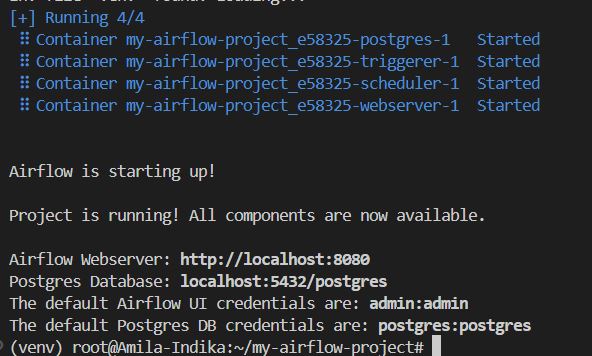 [+] Running 4/4
⠿ Container my-airflow-project_e58325-postgres-1 Started
⠿ Container my-airflow-project_e58325-triggerer-1 Started
⠿ Container my-airflow-project_e58325-scheduler-1 Started
⠿ Container my-airflow-project_e58325-webserver-1 Started
Airflow is starting up!
Project is running! All components are now available.
Airflow Webserver: http://localhost:8080
Postgres Database: localhost:5432/postgres
The default Airflow UI credentials are: admin:admin
The default Postgres DB credentials are: postgres:postgres
(venv) root@Amila-Indika:~/my-airflow-project#